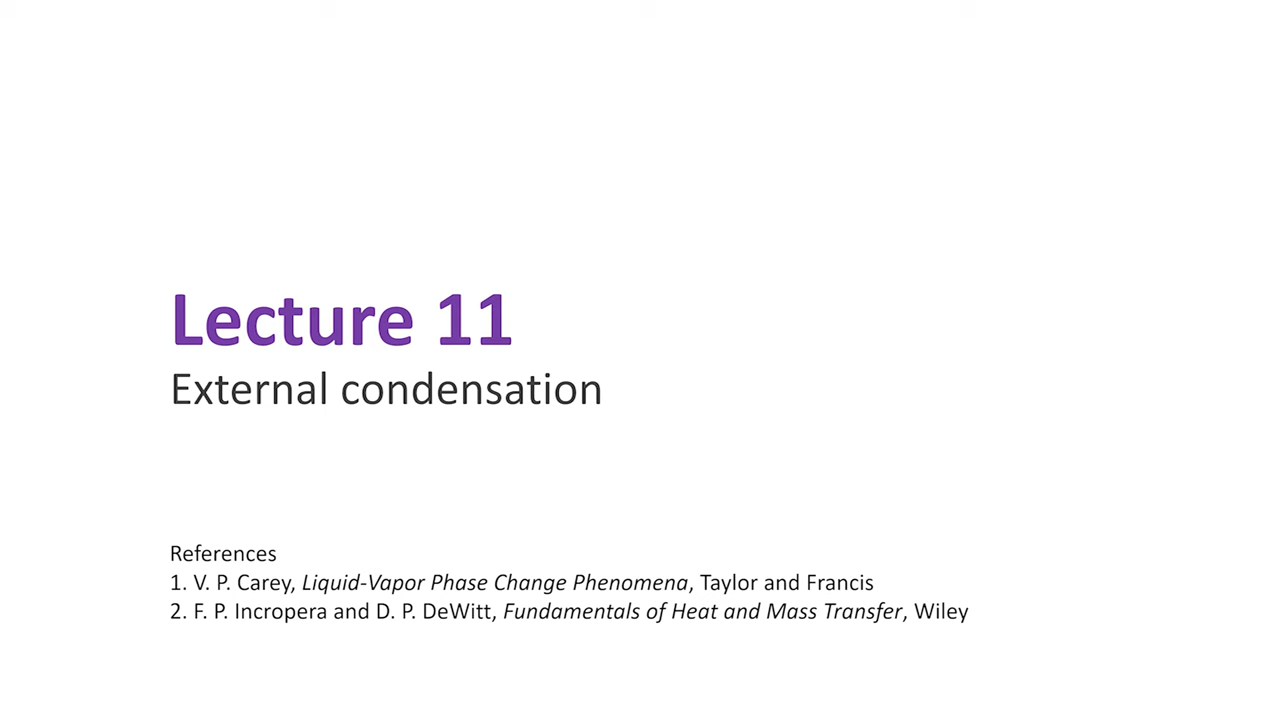 Lecture 11
External condensation
References
1. V. P. Carey, Liquid-Vapor Phase Change Phenomena, Taylor and Francis
2. F. P. Incropera and D. P. DeWitt, Fundamentals of Heat and Mass Transfer, Wiley